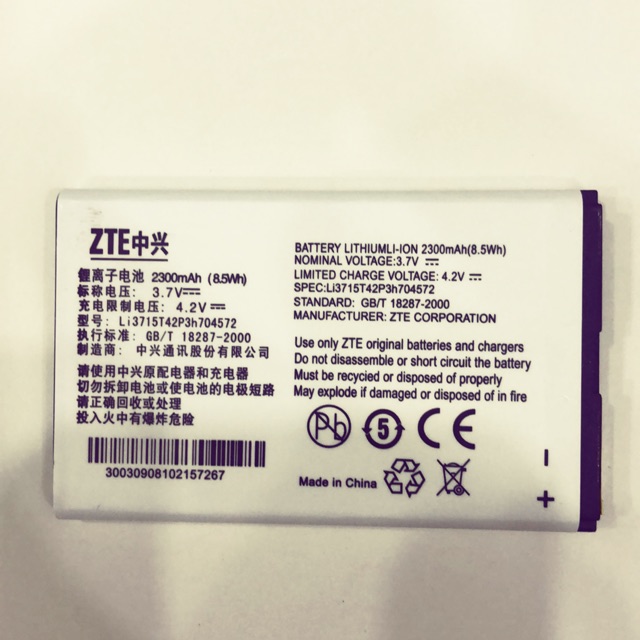 ZTE中兴
锂离子电池 2300mAh (8.5Wh)
标称电压: 3.7V
充电限制电压: 4.2V
型号: Li3715T42P3h704572
执行标准: GB/T 18287-2000
制造商: 中兴通讯股份有限公司
请使用中兴原配电器和充电器
切勿拆卸电池或使电池的电极短路
请正确回收或处理
投入火中有爆炸危险
30030908102157267
BATTERY LITHIUMLI-ION 2300mAh(8.5Wh)
NOMINAL VOLTAGE:3.7V
LIMITED CHARGE VOLTAGE: 4.2V
SPEC:Li3715T42P3h704572
STANDARD: GB/T 18287-2000
MANUFACTURER: ZTE CORPORATION
Use only ZTE original batteries and chargers
Do not disassemble or short circuit the battery
Must be recycled or disposed of properly
May explode if damaged or disposed of in fire
Pb 5 CE
Made in China
-
+